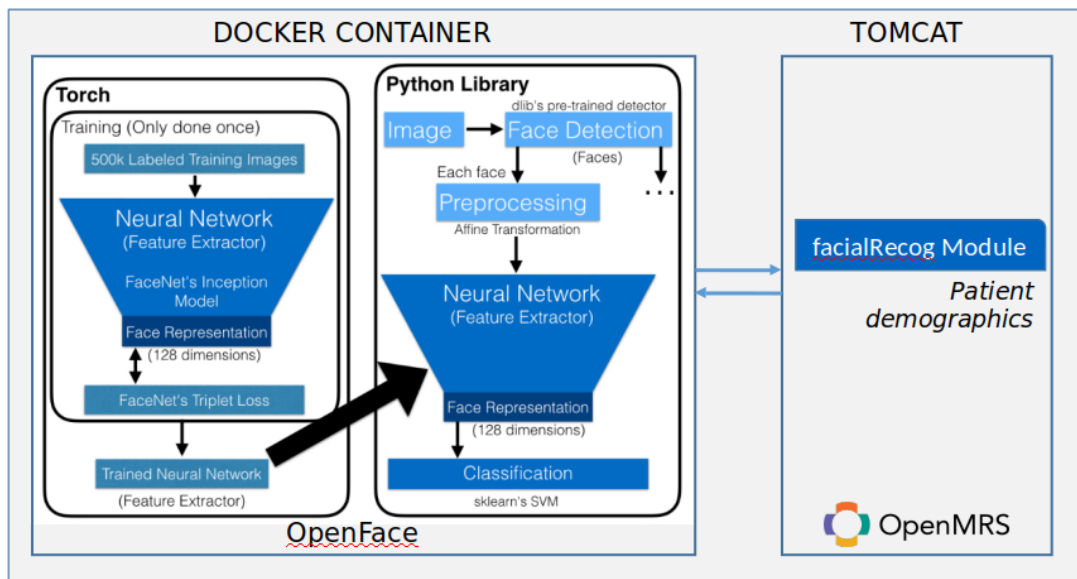 DOCKER CONTAINER
TOMCAT
Torch
Training (Only done once)
500k Labeled Training Images
Neural Network
(Feature Extractor)
FaceNet's Inception
Model
Face Representation
(128 dimensions)
FaceNet's Triplet Loss
Trained Neural Network
(Feature Extractor)
Python Library
dlib's pre-trained detector
Image
Face Detection
(Faces)
Each face
...
Preprocessing
Affine Transformation
Neural Network
(Feature Extractor)
Face Representation
(128 dimensions)
Classification
sklearn's SVM
OpenFace
facialRecog Module
Patient
demographics
OpenMRS